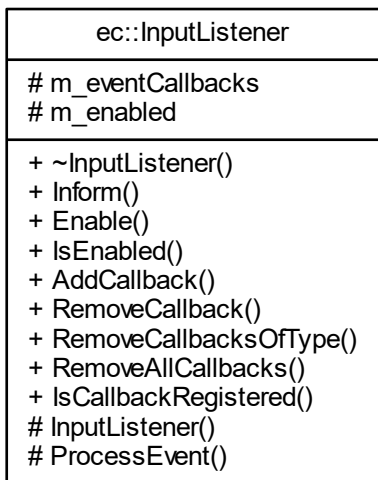 ec::InputListener
# m_eventCallbacks
# m_enabled
+ ~InputListener()
+ Inform()
+ Enable()
+ IsEnabled()
+ AddCallback()
+ RemoveCallback()
+ RemoveCallbacksOfType()
+ RemoveAllCallbacks()
+ IsCallbackRegistered()
# InputListener()
# ProcessEvent()